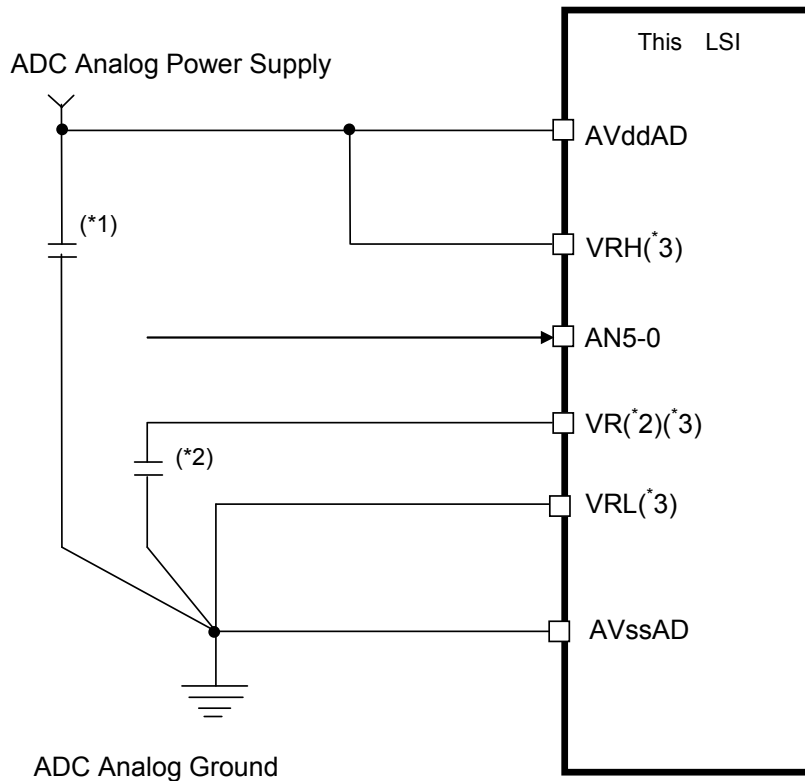 This LSI
ADC Analog Power Supply
AVddAD
(*1)
VRH(*3)
AN5-0
VR(*2)(*3)
(*2)
VRL(*3)
AVssAD
ADC Analog Ground